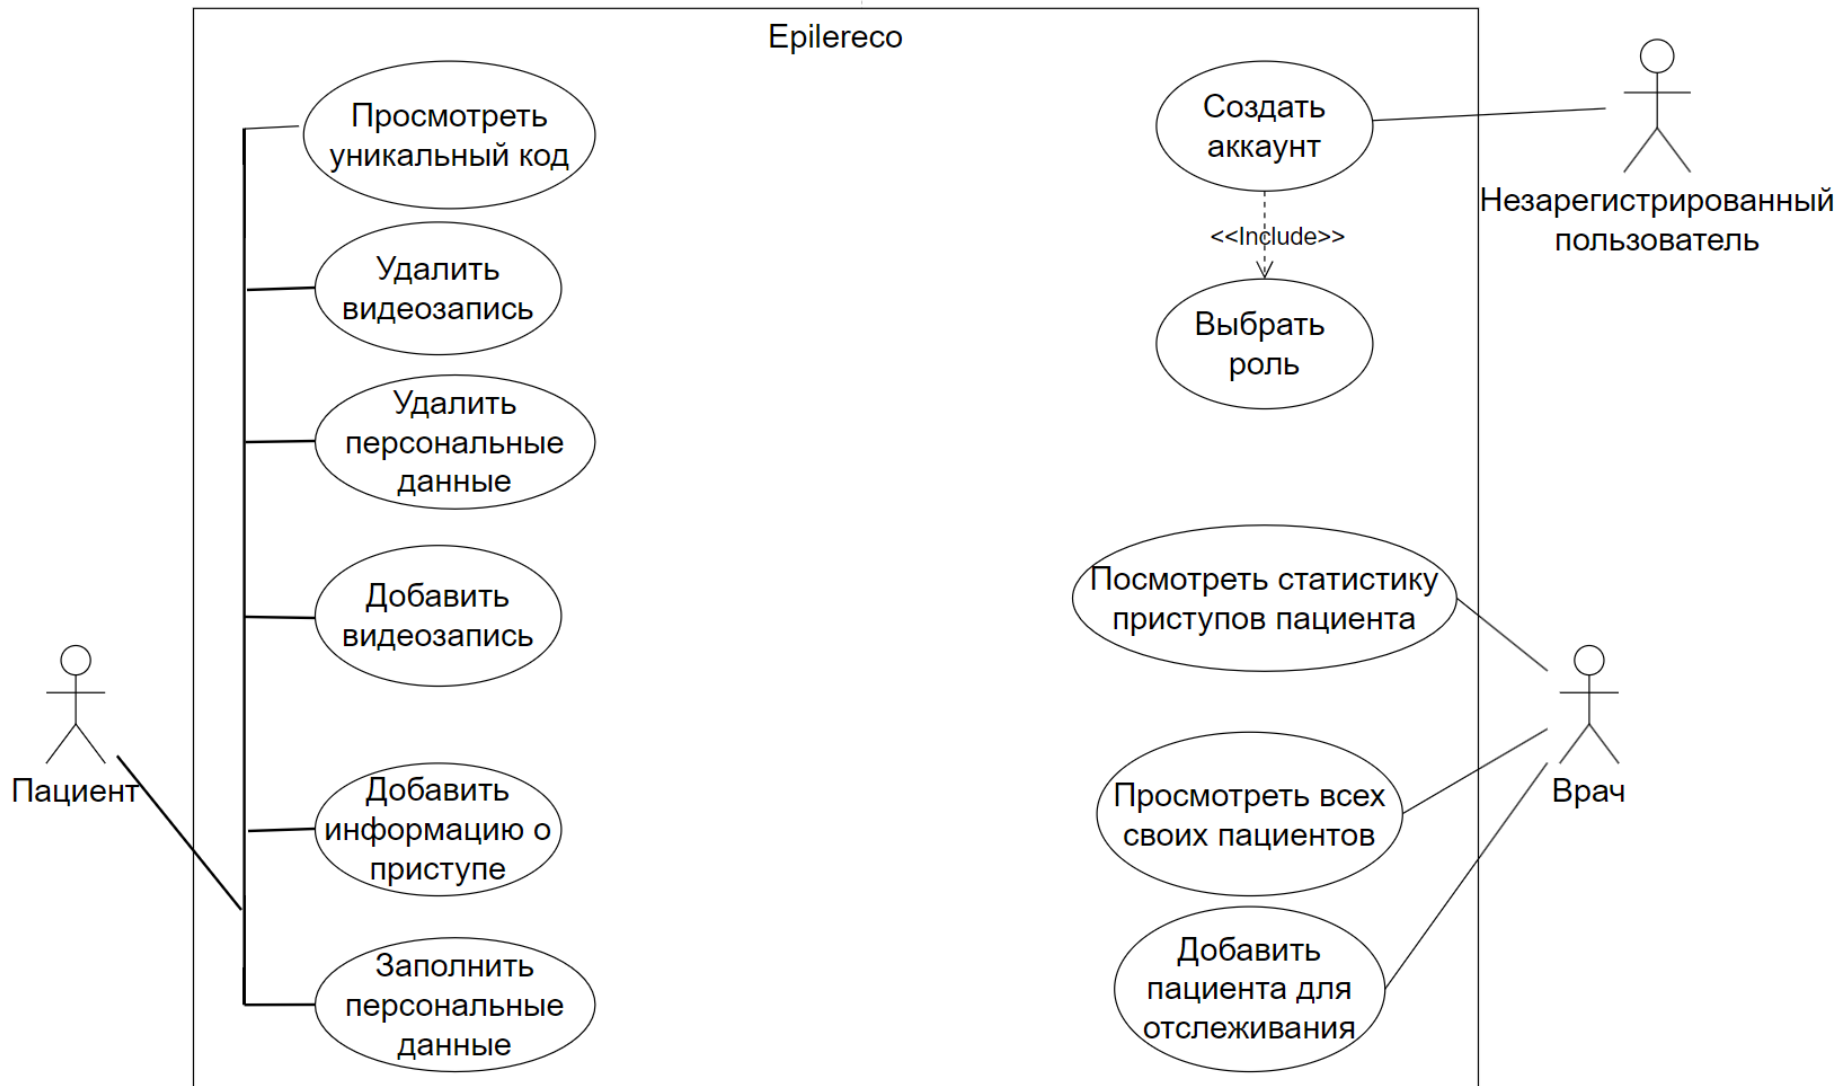 Epilereco
Просмотреть
уникальный код
Удалить
видеозапись
Удалить
персональные
данные
Добавить
видеозапись
Добавить
информацию о
приступе
Заполнить
персональные
данные
Пациент
Создать
аккаунт
<<Include>>
Выбрать
роль
Незарегистрированный
пользователь
Посмотреть статистику
приступов пациента
Просмотреть всех
своих пациентов
Добавить
пациента для
отслеживания
Врач